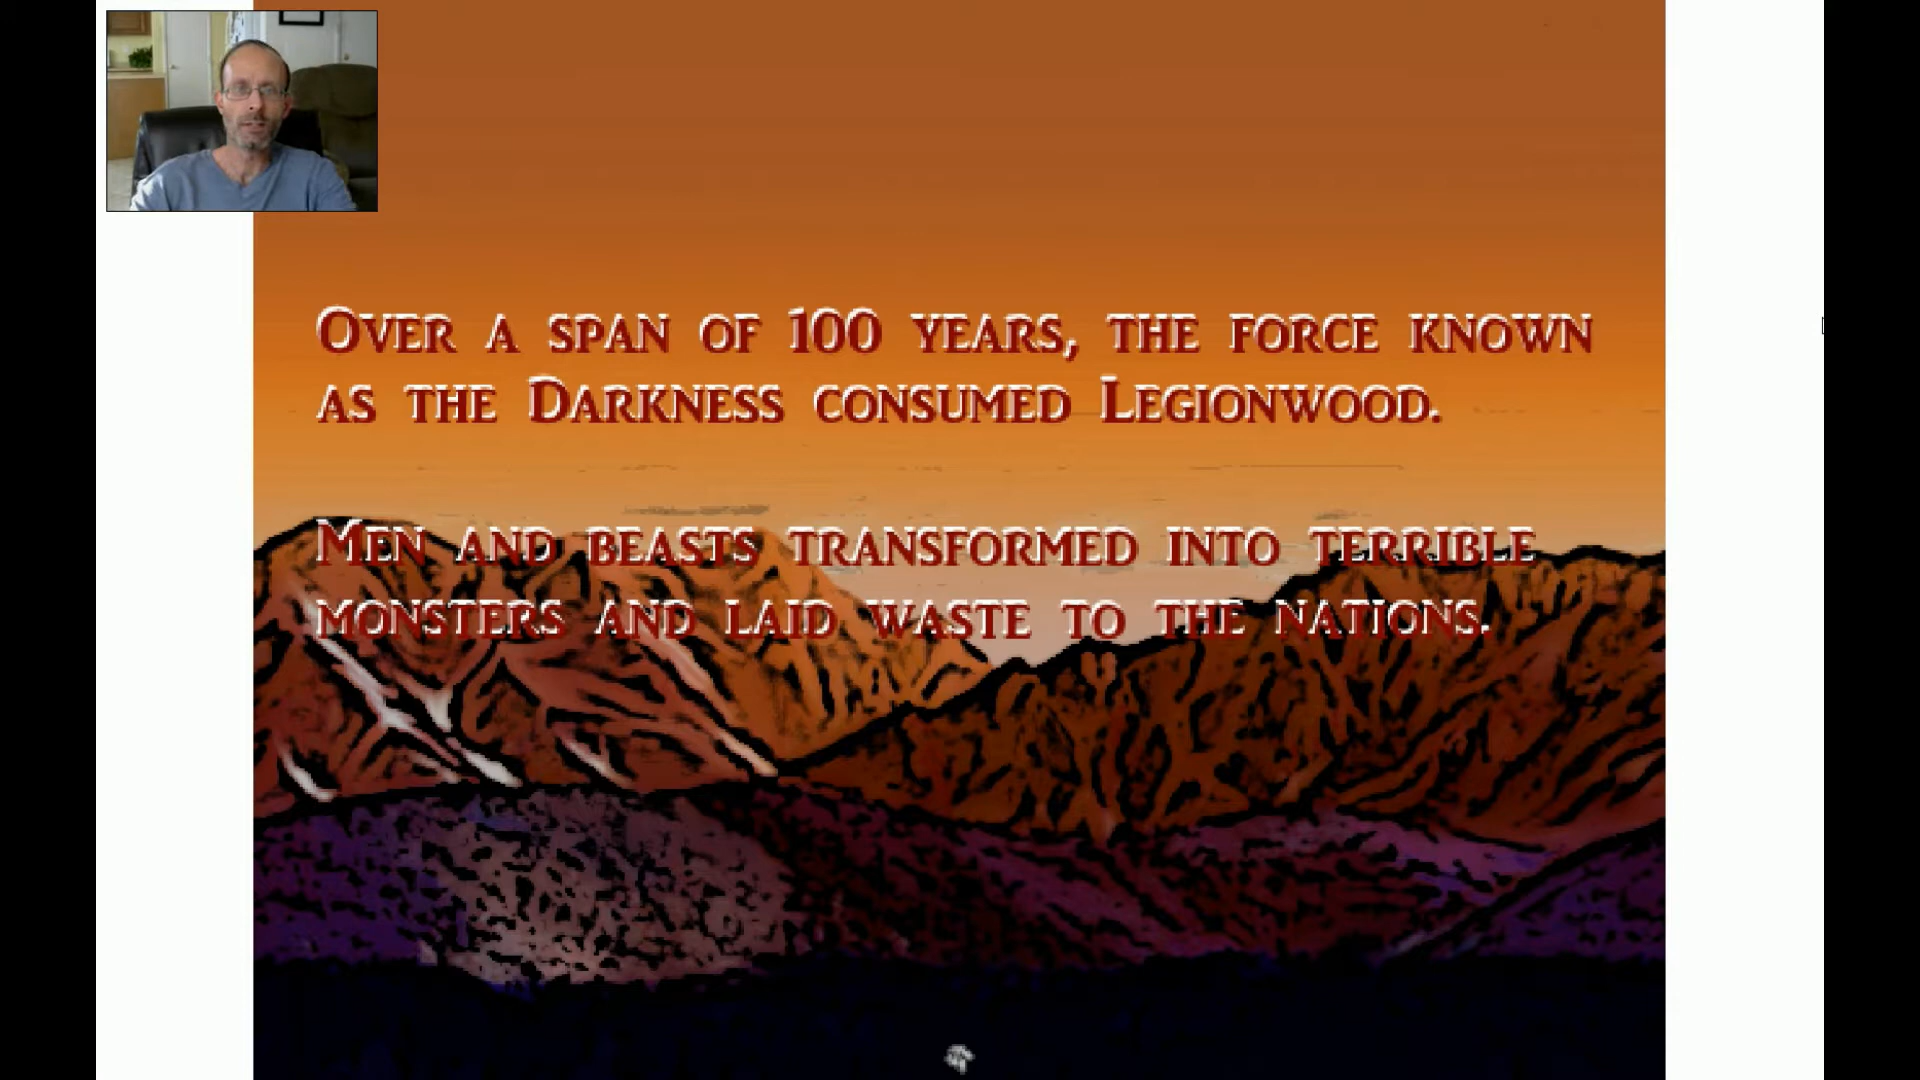 Over a span of 100 years, the force known
as the Darkness consumed Legionwood.
Men and beasts transformed into terrible
monsters and laid waste to the nations.